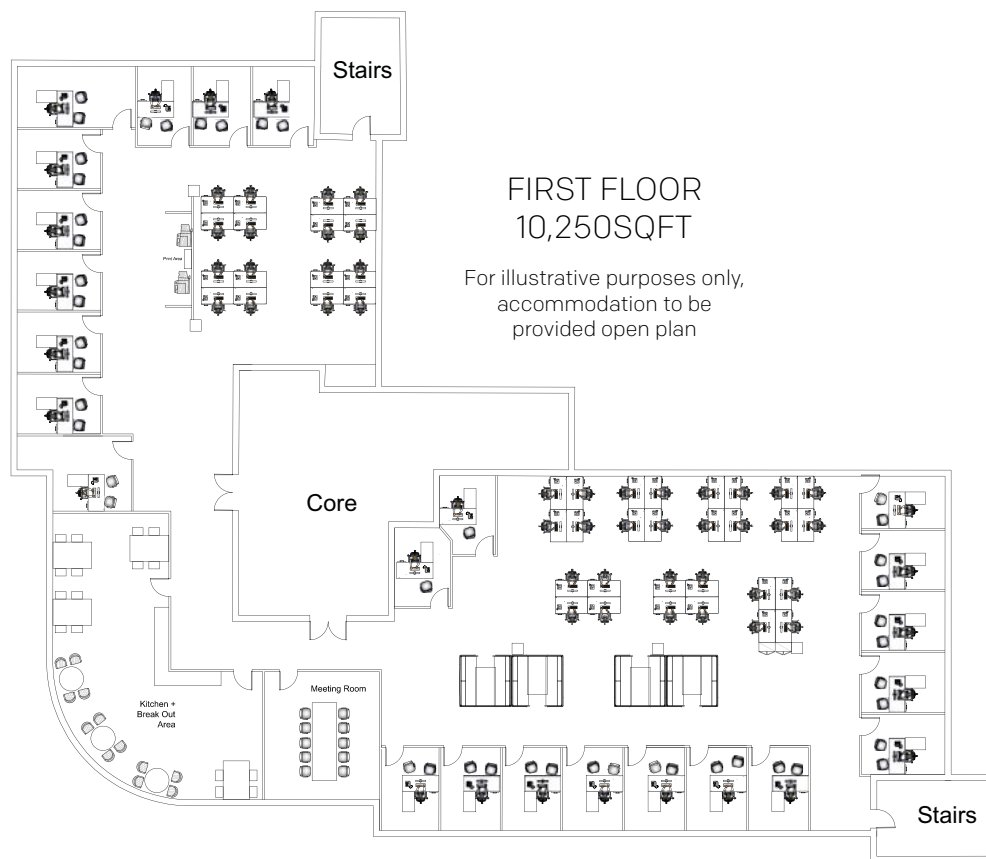 Stairs
FIRST FLOOR
10,250SQFT
For illustrative purposes only,
accommodation to be
provided open plan
Print Area
Core
Meeting Room
Kitchen +
Break Out
Area
Stairs